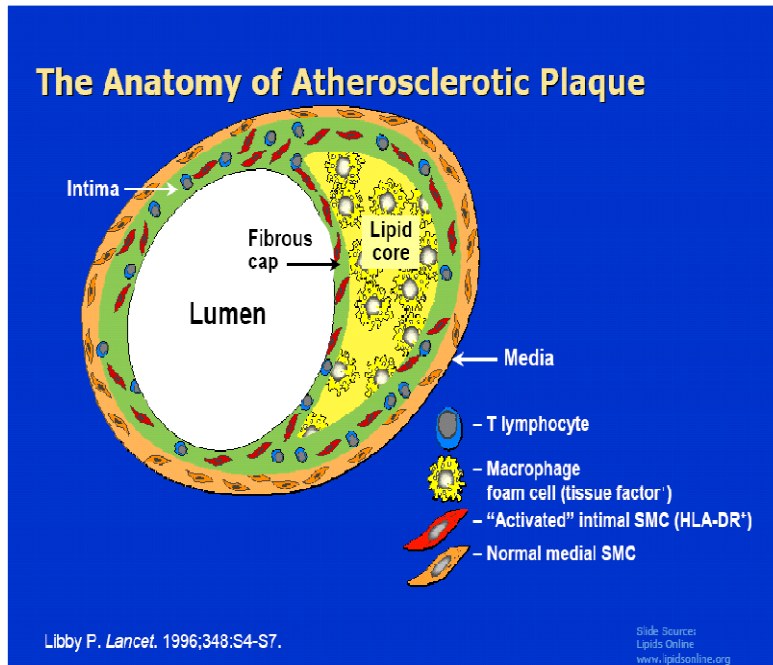 The Anatomy of Atherosclerotic Plaque
Intima
Fibrous
cap
Lipid
core
Lumen
Media
– T lymphocyte
– Macrophage
foam cell (tissue factor⁺)
– “Activated” intimal SMC (HLA-DR⁺)
– Normal medial SMC
Libby P. Lancet. 1996;348:S4-S7.
Slide Source:
Lipids Online
www.lipidsonline.org